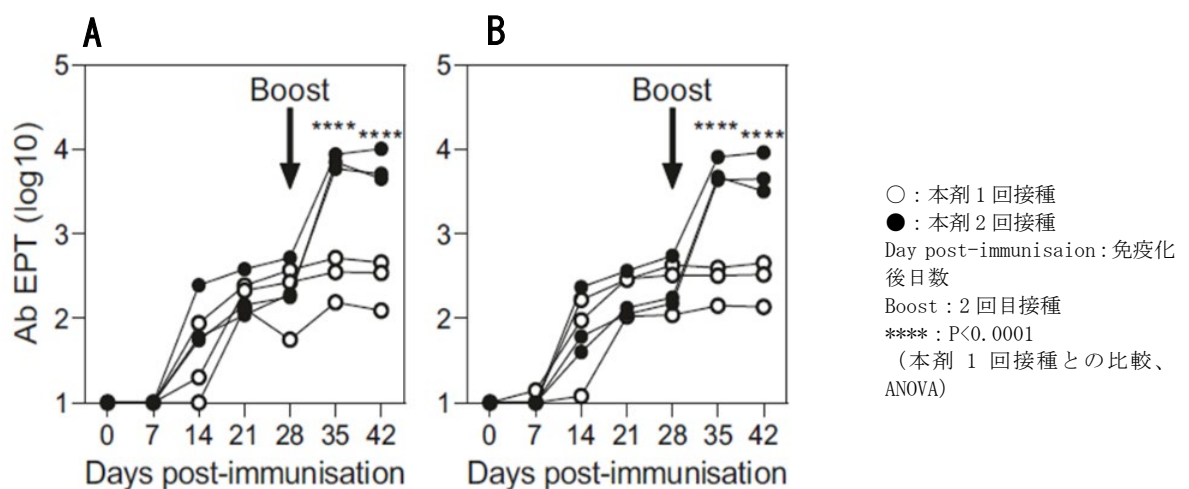 A
5
4
3
2
1
Ab EPT (log10)
Boost
**** ****
0 7 14 21 28 35 42
Days post-immunisation
B
5
4
3
2
1
Boost
**** ****
0 7 14 21 28 35 42
Days post-immunisation
○：本剤 1 回接種
●：本剤 2 回接種
Day post-immunisaion：免疫化
後日数
Boost：2 回目接種
****：P<0.0001
（本剤 1 回接種との比較、
ANOVA）